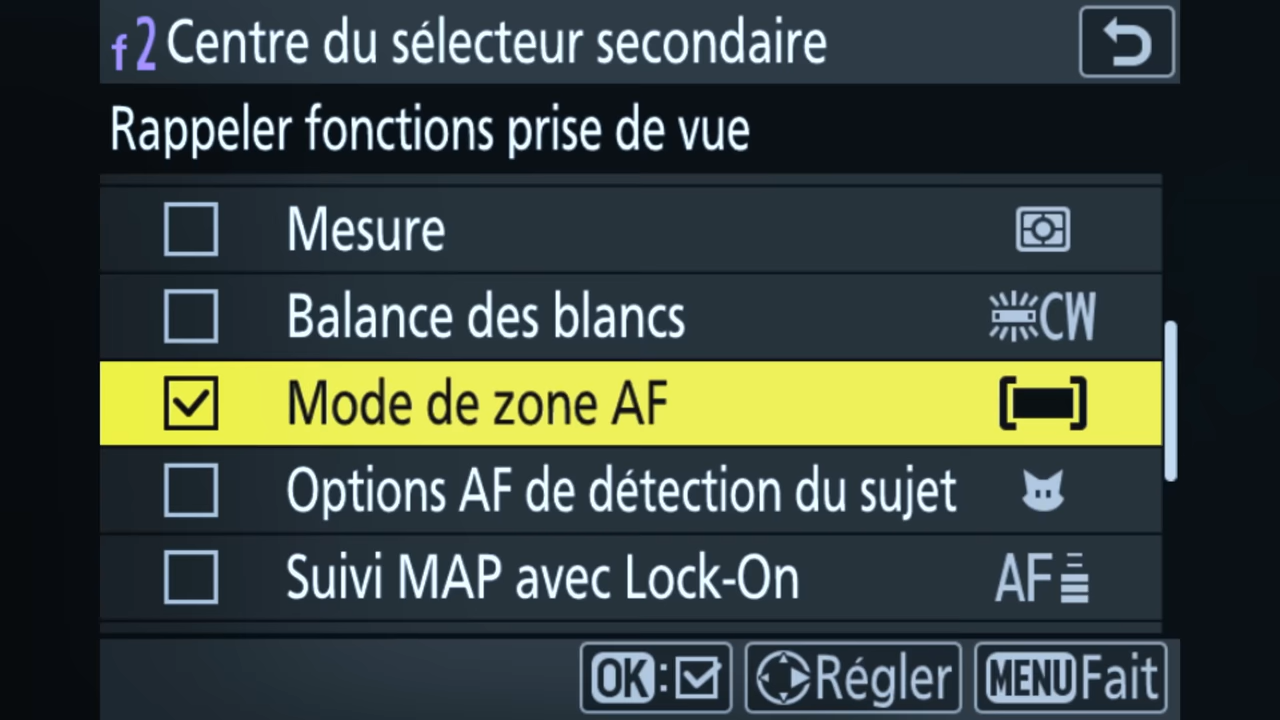 f2 Centre du sélecteur secondaire
Rappeler fonctions prise de vue
Mesure
Balance des blancs CW
Mode de zone AF
Options AF de détection du sujet
Suivi MAP avec Lock-On AF
OK: Régler MENU Fait